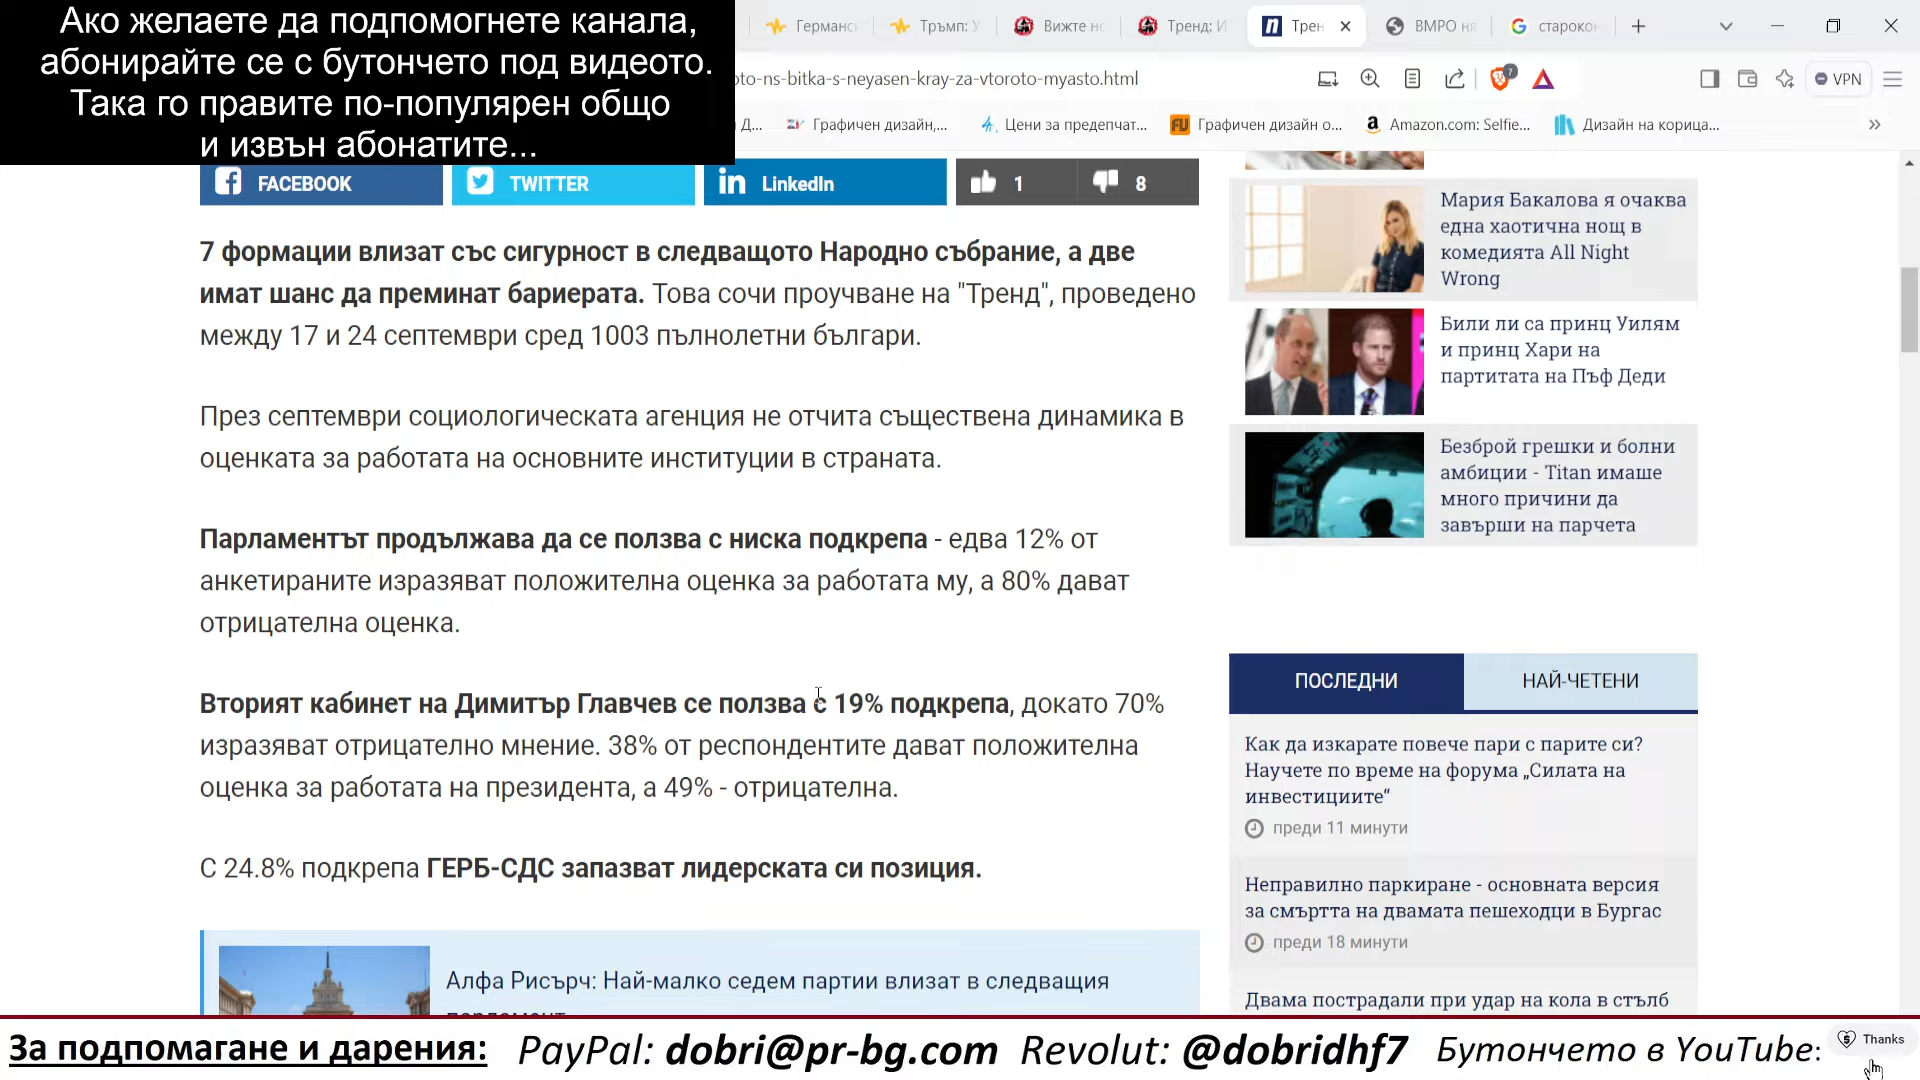 Ако желаете да подпомогнете канала,
абонирайте се с бутончето под видеото.
Така го правите по-популярен общо
и извън абонатите...
Германс
Тръмп: У
Вижте но
Тренд: И
Трен
ВМРО ня
староко
oto-ns-bitka-s-neyasen-kray-za-vtoroto-myasto.html
7
VPN
Д...
Графичен дизайн,...
Цени за предепчат...
Графичен дизайн о...
Amazon.com: Selfie...
Дизайн на корица...
FACEBOOK
TWITTER
LinkedIn
1
8
7 формации влизат със сигурност в следващото Народно събрание, а две
имат шанс да преминат бариерата. Това сочи проучване на "Тренд", проведено
между 17 и 24 септември сред 1003 пълнолетни българи.
През септември социологическата агенция не отчита съществена динамика в
оценката за работата на основните институции в страната.
Парламентът продължава да се ползва с ниска подкрепа - едва 12% от
анкетираните изразяват положителна оценка за работата му, а 80% дават
отрицателна оценка.
Вторият кабинет на Димитър Главчев се ползва с 19% подкрепа, докато 70%
изразяват отрицателно мнение. 38% от респондентите дават положителна
оценка за работата на президента, а 49% - отрицателна.
С 24.8% подкрепа ГЕРБ-СДС запазват лидерската си позиция.
Алфа Рисърч: Най-малко седем партии влизат в следващия
Мария Бакалова я очаква
една хаотична нощ в
комедията All Night
Wrong
Били ли са принц Уилям
и принц Хари на
партитата на Пъф Деди
Безброй грешки и болни
амбиции - Titan имаше
много причини да
завърши на парчета
ПОСЛЕДНИ
НАЙ-ЧЕТЕНИ
Как да изкарате повече пари с парите си?
Научете по време на форума „Силата на
инвестициите“
преди 11 минути
Неправилно паркиране - основната версия
за смъртта на двамата пешеходци в Бургас
преди 18 минути
Двама пострадали при удар на кола в стълб
За подпомагане и дарения: PayPal: dobri@pr-bg.com Revolut: @dobridhf7 Бутончето в YouTube: Thanks